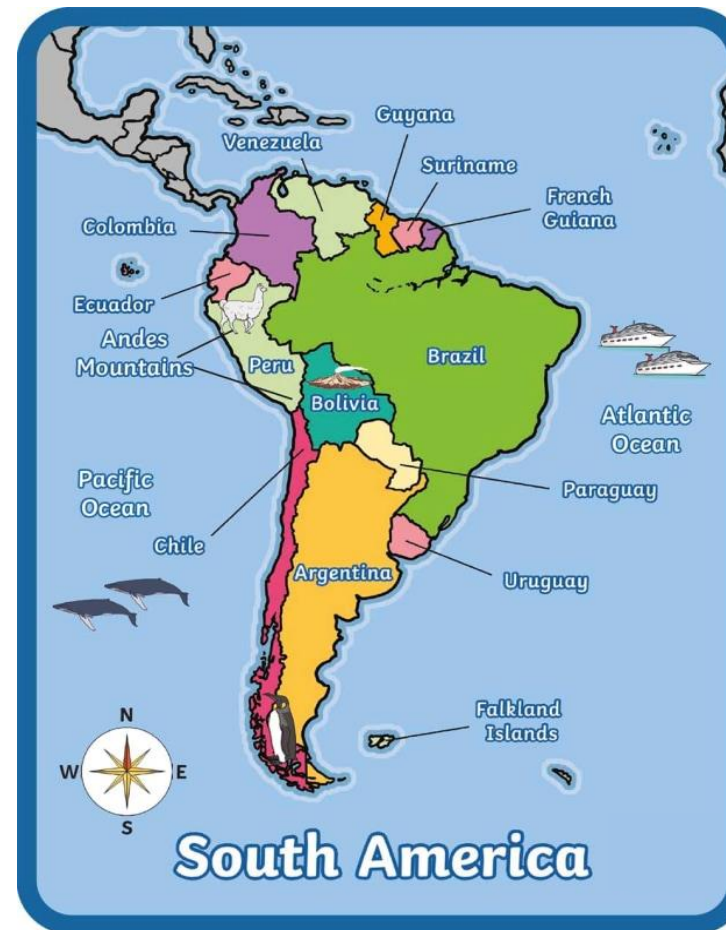 Guyana
Venezuela
Suriname
French
Guiana
Colombia
Ecuador
Andes
Mountains
Peru
Brazil
Bolivia
Atlantic
Ocean
Pacific
Ocean
Paraguay
Chile
Argentina
Uruguay
Falkland
Islands
N
W
E
S
South America